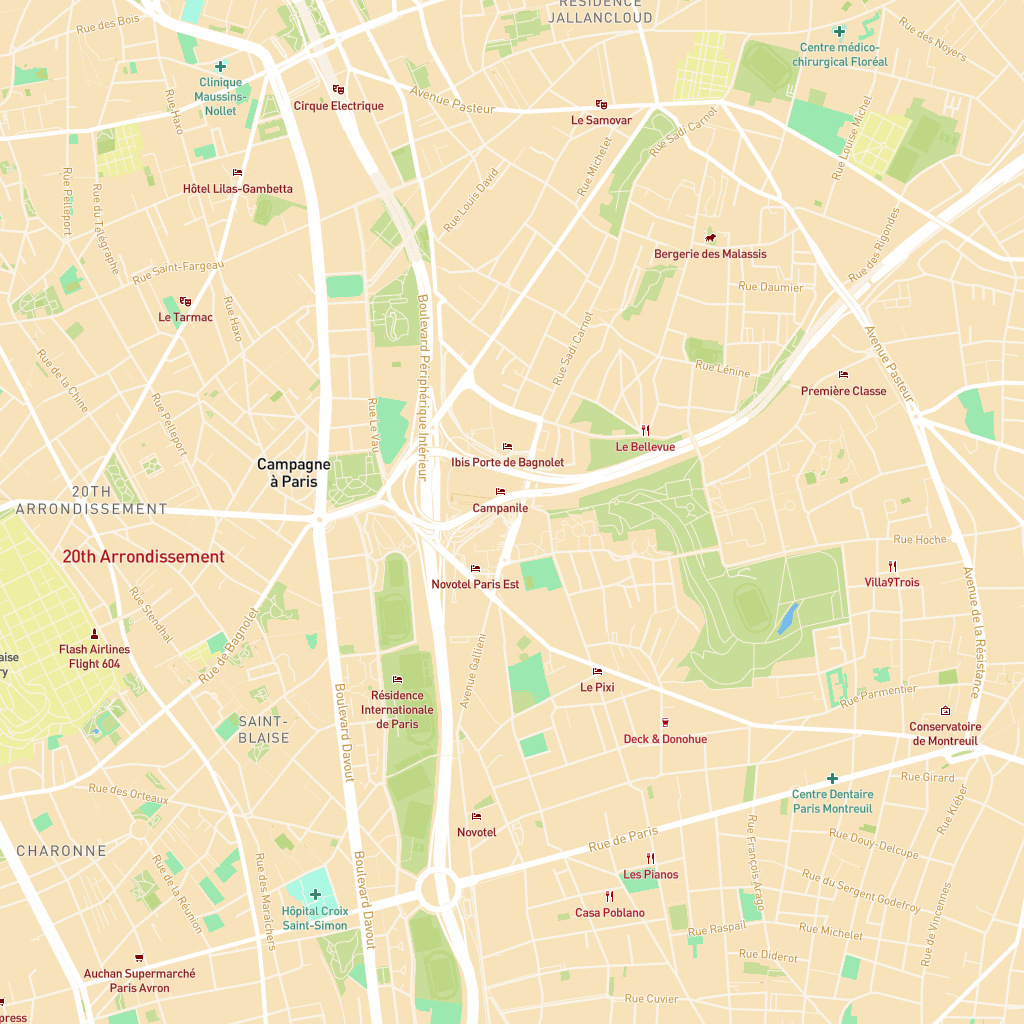 RÉSIDENCE
JALLANCLOUD
Rue des Bois
Rue des Noyers
Centre médico-
chirurgical Floréal
Clinique
Maussins-
Nollet
Cirque Electrique
Avenue Pasteur
Le Samovar
Rue Haxo
Rue Sadi Carnot
Rue Louise Michel
Rue Michelet
Hôtel Lilas-Gambetta
Rue Pelleport
Rue du Télégraphe
Rue Louis David
Rue des Rigondes
Bergerie des Malassis
Rue Saint-Fargeau
Rue Daumier
Le Tarmac
Rue Haxo
Boulevard Périphérique Intérieur
Rue Sadi Carnot
Avenue Pasteur
Rue de la Chine
Rue Lénine
Première Classe
Rue Pelleport
Rue Le Vau
Le Bellevue
Campagne
à Paris
Ibis Porte de Bagnolet
20TH
ARRONDISSEMENT
Campanile
Rue Hoche
20th Arrondissement
Novotel Paris Est
Villa9Trois
Avenue de la Résistance
Rue Stendhal
Rue de Bagnolet
Flash Airlines
Flight 604
aise
ry
Avenue Gallieni
Résidence
Internationale
de Paris
Le Pixi
Rue Parmentier
Boulevard Davout
SAINT-
BLAISE
Deck & Donohue
Conservatoire
de Montreuil
Rue Girard
Centre Dentaire
Paris Montreuil
Rue des Orteaux
Rue Kléber
Novotel
Rue de Paris
Rue François Arago
Rue Douy-Delcupe
CHARONNE
Les Pianos
Rue de la Réunion
Rue des Maraîchers
Boulevard Davout
Rue du Sergent Godefroy
Hôpital Croix
Saint-Simon
Casa Poblano
Rue de Vincennes
Rue Raspail
Rue Michelet
Rue Diderot
Auchan Supermarché
Paris Avron
Rue Cuvier
press